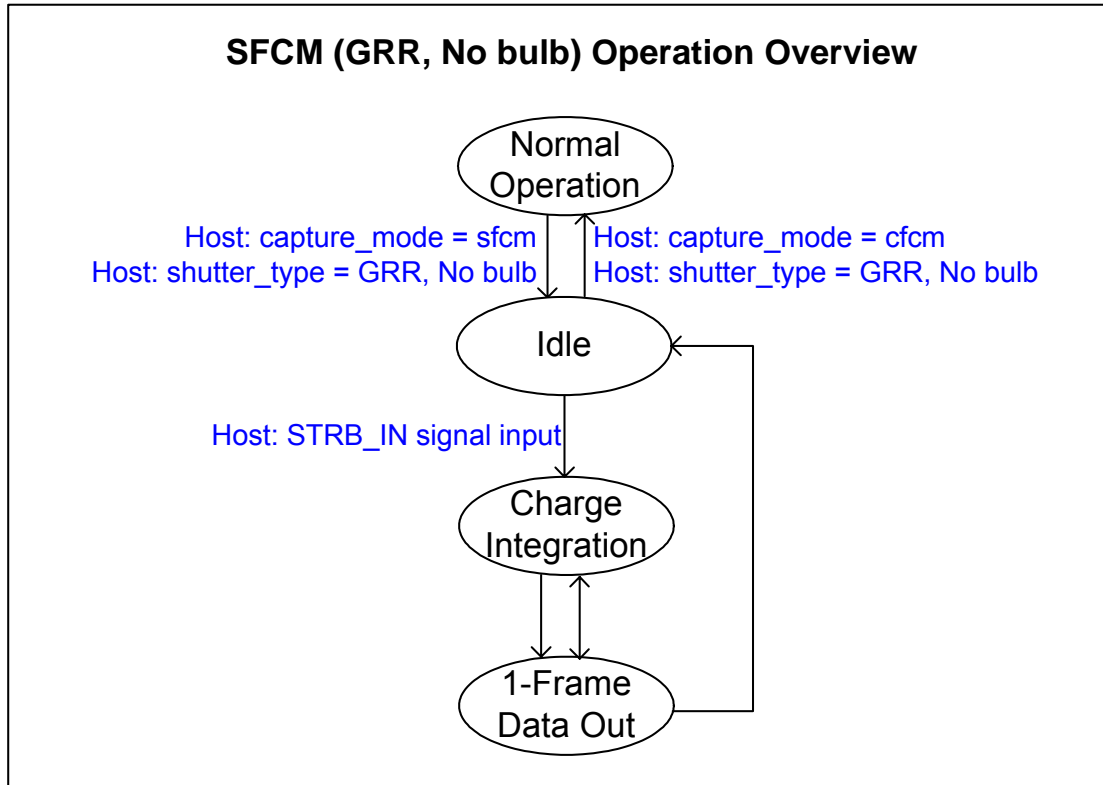 SFCM (GRR, No bulb) Operation Overview
Normal
Operation
Host: capture_mode = sfcm
Host: shutter_type = GRR, No bulb
Host: capture_mode = cfcm
Host: shutter_type = GRR, No bulb
Idle
Host: STRB_IN signal input
Charge
Integration
1-Frame
Data Out